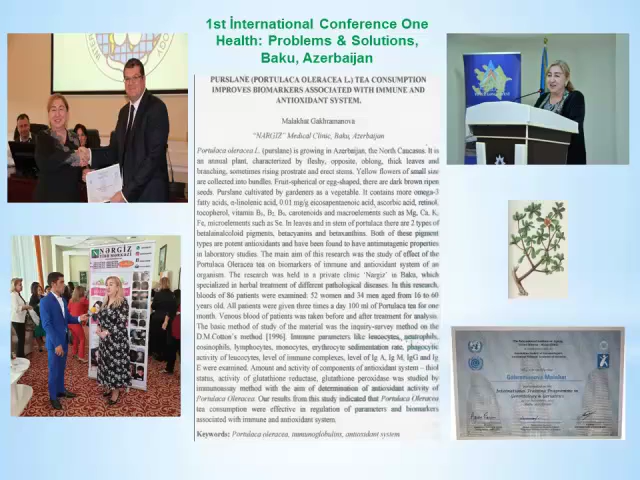 1st İnternational Conference One
Health: Problems & Solutions,
Baku, Azerbaijan
PURSLANE (PORTULACA OLERACEA L.) TEA CONSUMPTION
IMPROVES BIOMARKERS ASSOCIATED WITH IMMUNE AND
ANTIOXIDANT SYSTEM.
Malakhat Gakhramanova
"NARGIZ" Medical Clinic, Baku, Azerbaijan
Portulaca oleracea L. (purslane) is growing in Azerbaijan, the North Caucasus. It is
an annual plant, characterized by fleshy, opposite, oblong, thick leaves and
branching, sometimes rising prostrate and erect stems. Yellow flowers of small size
are collected into bundles. Fruit-spherical or egg-shaped, there are dark brown ripen
seeds. Purslane cultivated by gardeners as a vegetable. It contains more omega-3
fatty acids, α-linolenic acid, 0.01 mg/g eicosapentaenoic acid, ascorbic acid, retinol,
tocopherol, vitamins B1, B2, B6, carotenoids and macroelements such as Mg, Ca, K,
Fe, microelements such as Se. In leaves and in stem of portulaca there are 2 types of
betalainalcoloid pigments, betacyanins and betaxanthins. Both of these pigment
types are potent antioxidants and have been found to have antimutagenic properties
in laboratory studies. The main aim of this research was the study of effect of the
Portulaca Oleracea tea on biomarkers of immune and antioxidant system of an
organism. The research was held in a private clinic 'Nargiz' in Baku, which
specialized in herbal treatment of different pathological diseases. In this research,
bloods of 86 patients were examined: 52 women and 34 men aged from 16 to 60
years old. All patients were given three times a day 100 ml of Portulaca tea for one
month. Venous blood of patients was taken before and after treatment for analysis.
The basic method of study of the material was the inquiry-survey method on the
D.M.Cotton's method [1996]. Immune parameters like leucocytes, neutrophils,
eosinophils, lymphocytes, monocytes, erythrocyte sedimentation rate, phagocytic
activity of leucocytes, level of immune complexes, level of Ig A, Ig M, IgG and Ig
E were examined. Amount and activity of components of antioxidant system – thiol
status, activity of glutathione reductase, glutathione peroxidase was studied by
immunoassay method with the aim of determination of antioxidant activity of
Portulaca Oleracea. Our results from this study indicated that Portulaca Oleracea
tea consumption were effective in regulation of parameters and biomarkers
associated with immune and antioxidant system.
Keywords: Portulaca oleracea, immunoglobulins, antioxidant system
NƏRGİZ